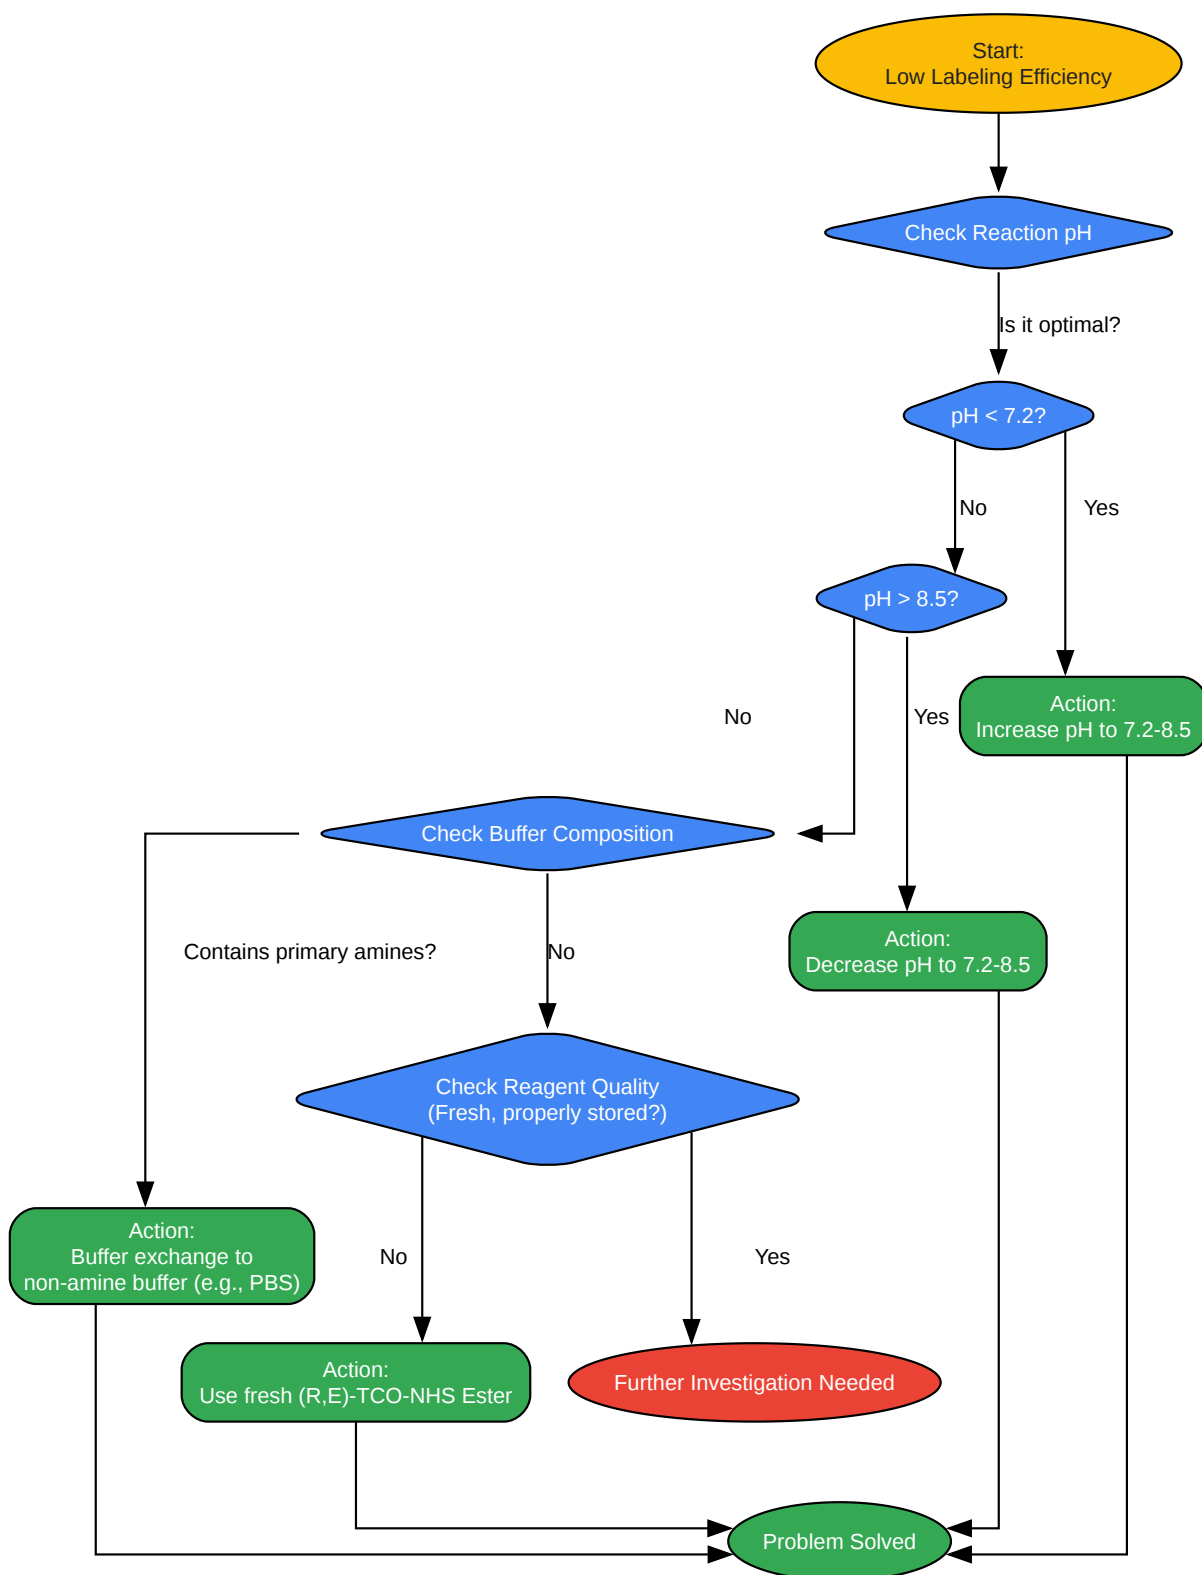 Start:
Low Labeling Efficiency
Check Reaction pH
Is it optimal?
pH < 7.2?
No
Yes
pH > 8.5?
Action:
Increase pH to 7.2-8.5
No
Yes
Check Buffer Composition
Action:
Decrease pH to 7.2-8.5
Contains primary amines?
No
Check Reagent Quality
(Fresh, properly stored?)
Action:
Buffer exchange to
non-amine buffer (e.g., PBS)
No
Yes
Action:
Use fresh (R,E)-TCO-NHS Ester
Further Investigation Needed
Problem Solved